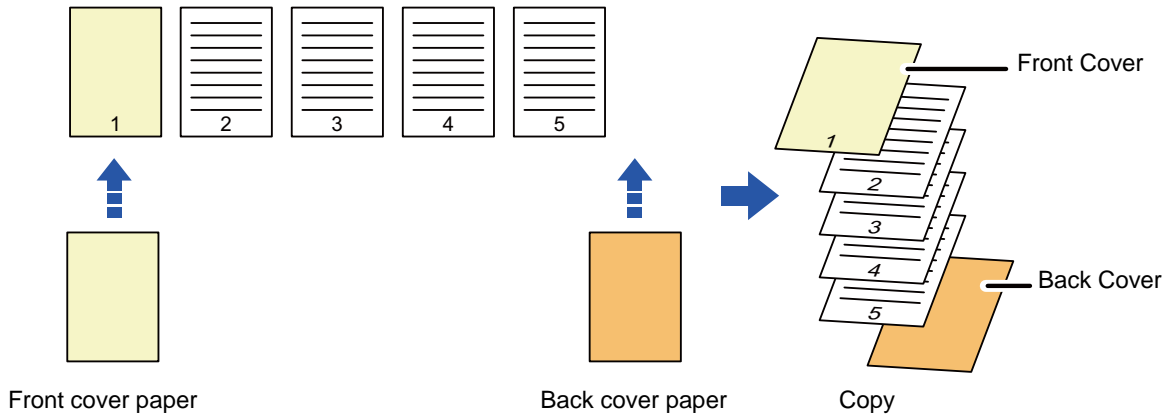 1 2 3 4 5
Front Cover
1
2
3
4
5
Back Cover
Front cover paper
Back cover paper
Copy